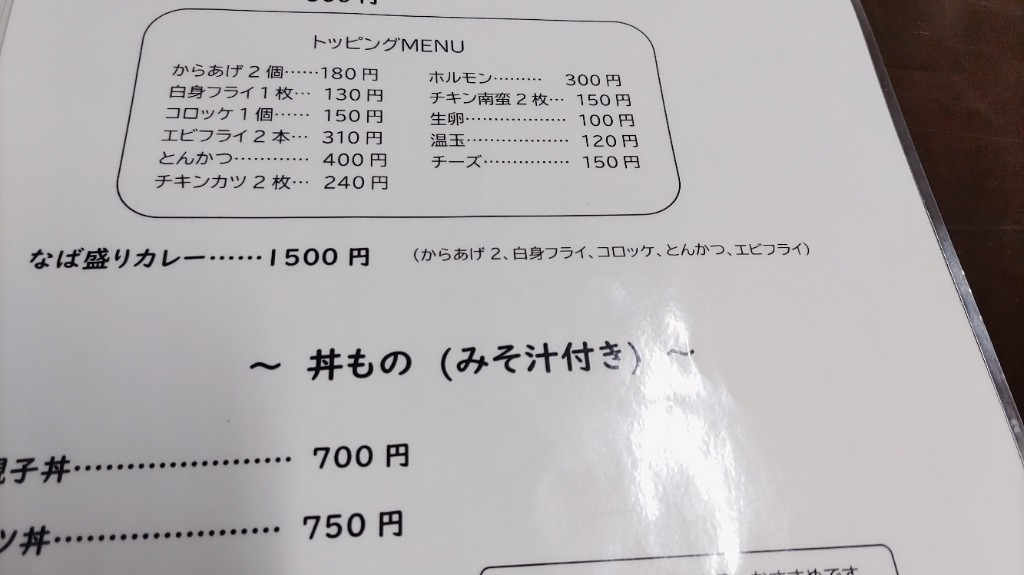 トッピングMENU
からあげ2個……180円
白身フライ1枚… 130円
コロッケ1個…… 150円
エビフライ2本… 310円
とんかつ………… 400円
チキンカツ2枚… 240円
ホルモン……… 300円
チキン南蛮2枚… 150円
生卵……………… 100円
温玉……………… 120円
チーズ…………… 150円
なば盛りカレー……1500円 (からあげ2、白身フライ、コロッケ、とんかつ、エビフライ)
～ 丼もの (みそ汁付き) ～
親子丼………………… 700円
ツ丼………………… 750円
おすすめです